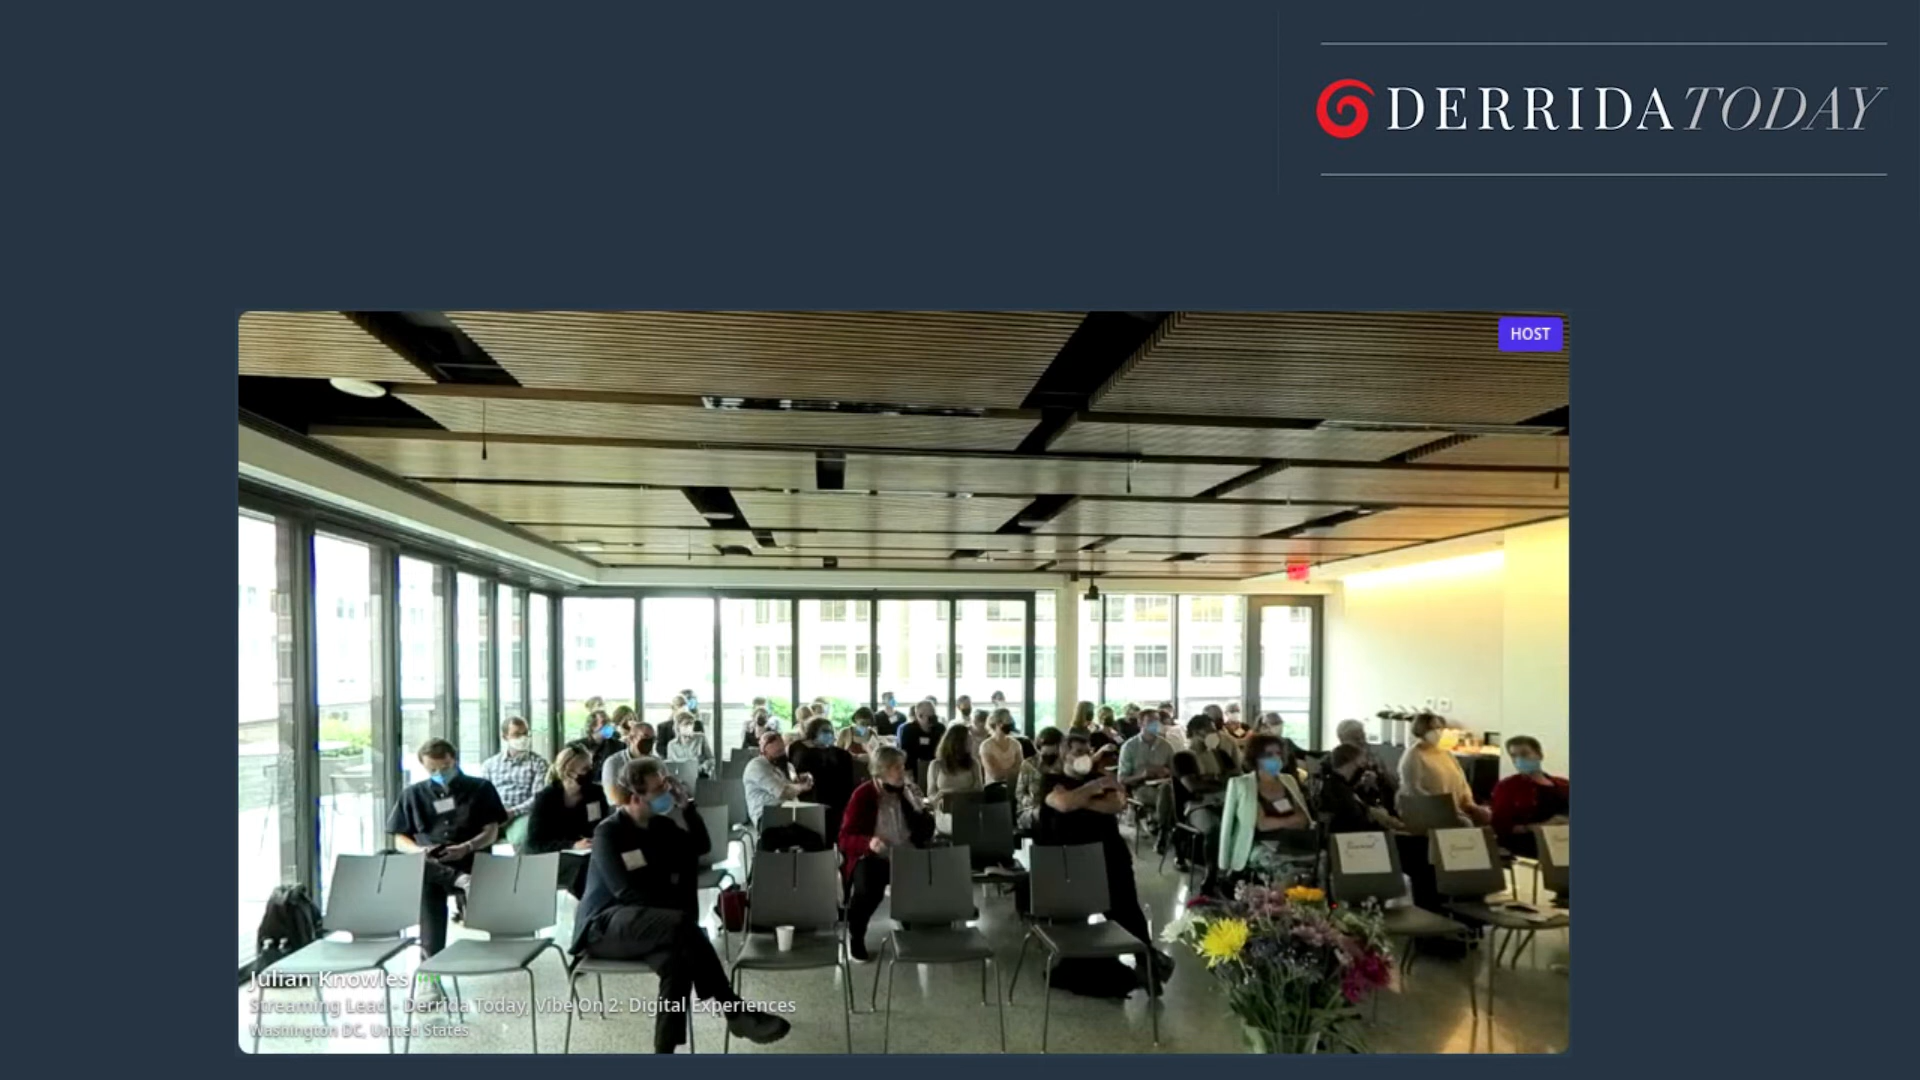 DERRIDATODAY
HOST
Julian Knowles
Streaming Lead - Derrida Today, Vibe On 2: Digital Experiences
Washington DC, United States